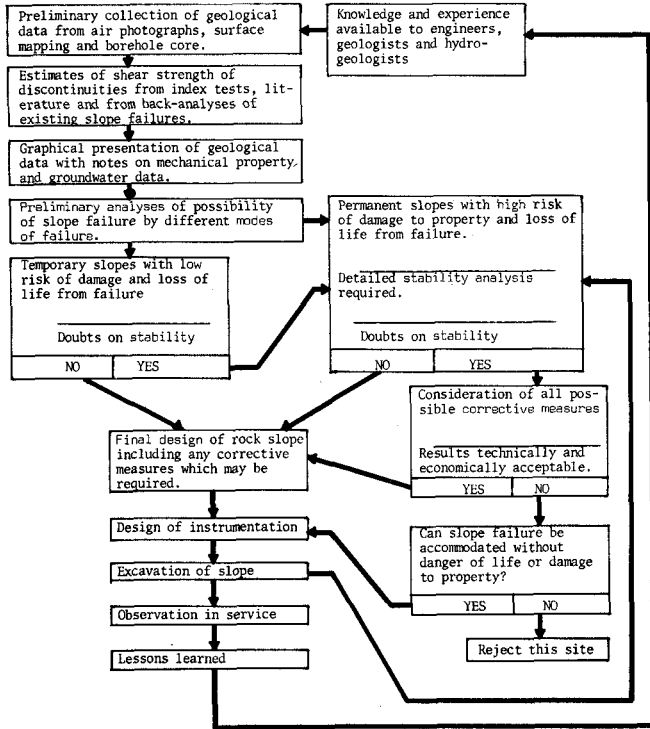 Preliminary collection of geological
data from air photographs, surface
mapping and borehole core.
Knowledge and experience
available to engineers,
geologists and hydro-
geologists
Estimates of shear strength of
discontinuities from index tests, lit-
erature and from back-analyses of
existing slope failures.
Graphical presentation of geological
data with notes on mechanical property
and groundwater data.
Preliminary analyses of possibility
of slope failure by different modes
of failure.
Permanent slopes with high risk
of damage to property and loss of
life from failure.
Detailed stability analysis
required.
Doubts on stability
NO YES
Temporary slopes with low
risk of damage and loss of
life from failure
Doubts on stability
NO YES
Consideration of all pos-
sible corrective measures
Results technically and
economically acceptable.
YES NO
Final design of rock slope
including any corrective
measures which may be
required.
Design of instrumentation
Can slope failure be
accommodated without
danger of life or damage
to property?
YES NO
Excavation of slope
Observation in service
Reject this site
Lessons learned